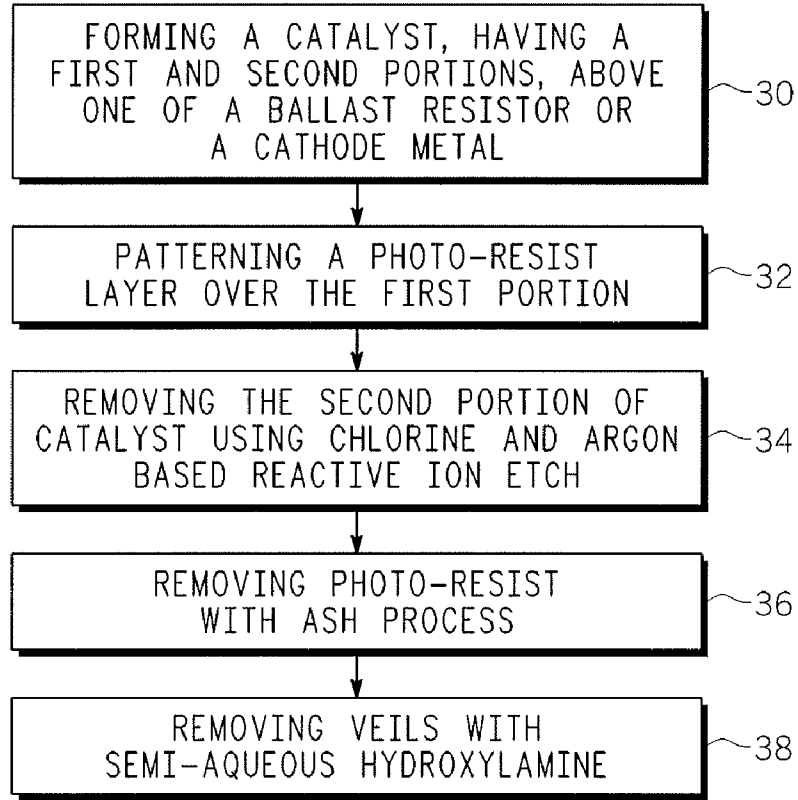 FORMING A CATALYST, HAVING A
FIRST AND SECOND PORTIONS, ABOVE
ONE OF A BALLAST RESISTOR OR
A CATHODE METAL
30
PATTERNING A PHOTO-RESIST
LAYER OVER THE FIRST PORTION
32
REMOVING THE SECOND PORTION OF
CATALYST USING CHLORINE AND ARGON
BASED REACTIVE ION ETCH
34
REMOVING PHOTO-RESIST
WITH ASH PROCESS
36
REMOVING VEILS WITH
SEMI-AQUEOUS HYDROXYLAMINE
38